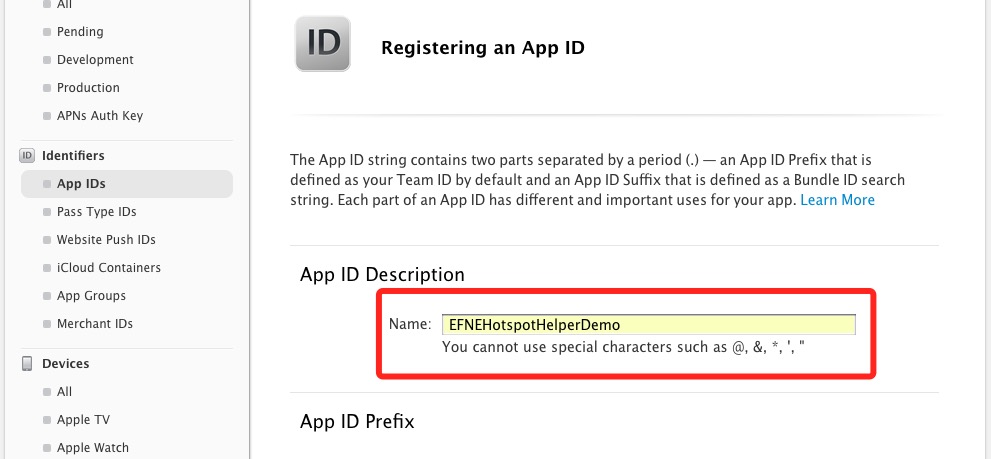 All
Pending
Development
Production
APNs Auth Key
ID Identifiers
App IDs
Pass Type IDs
Website Push IDs
iCloud Containers
App Groups
Merchant IDs
Devices
All
Apple TV
Apple Watch
ID Registering an App ID
The App ID string contains two parts separated by a period (.) — an App ID Prefix that is
defined as your Team ID by default and an App ID Suffix that is defined as a Bundle ID search
string. Each part of an App ID has different and important uses for your app. Learn More
App ID Description
Name: EFNEHotspotHelperDemo
You cannot use special characters such as @, &, *, ', "
App ID Prefix